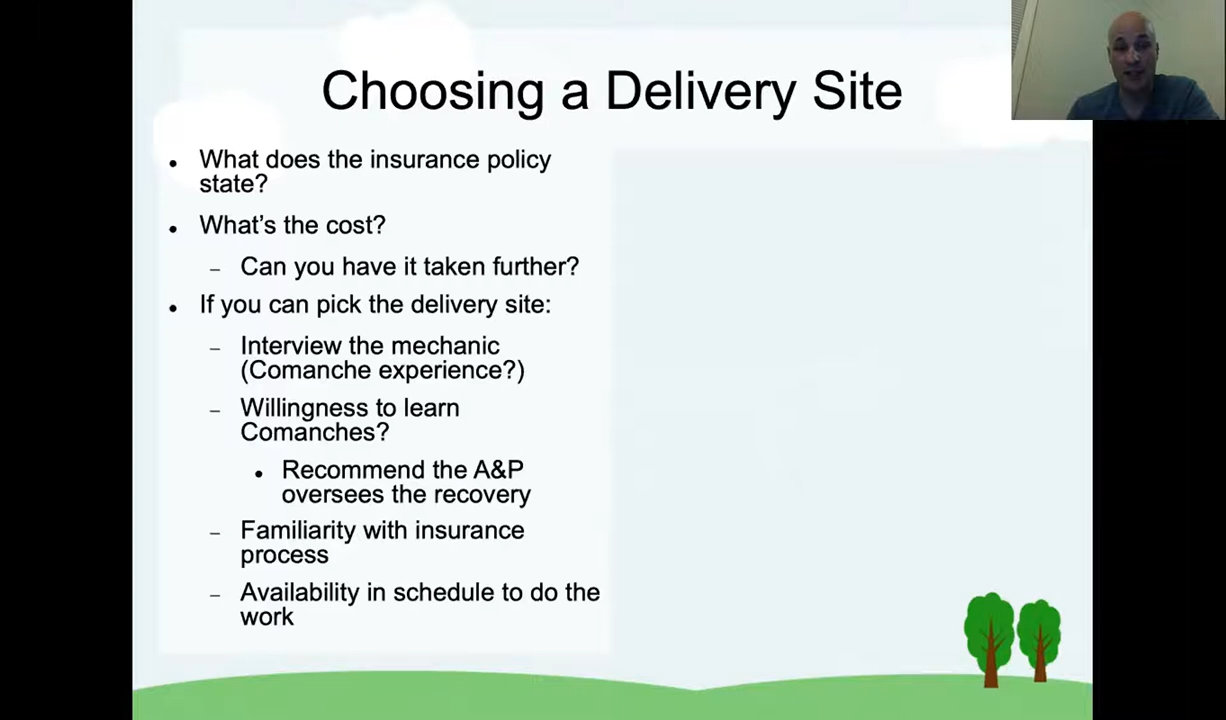 Choosing a Delivery Site
• What does the insurance policy
state?
• What's the cost?
– Can you have it taken further?
• If you can pick the delivery site:
– Interview the mechanic
(Comanche experience?)
– Willingness to learn
Comanches?
• Recommend the A&P
oversees the recovery
– Familiarity with insurance
process
– Availability in schedule to do the
work